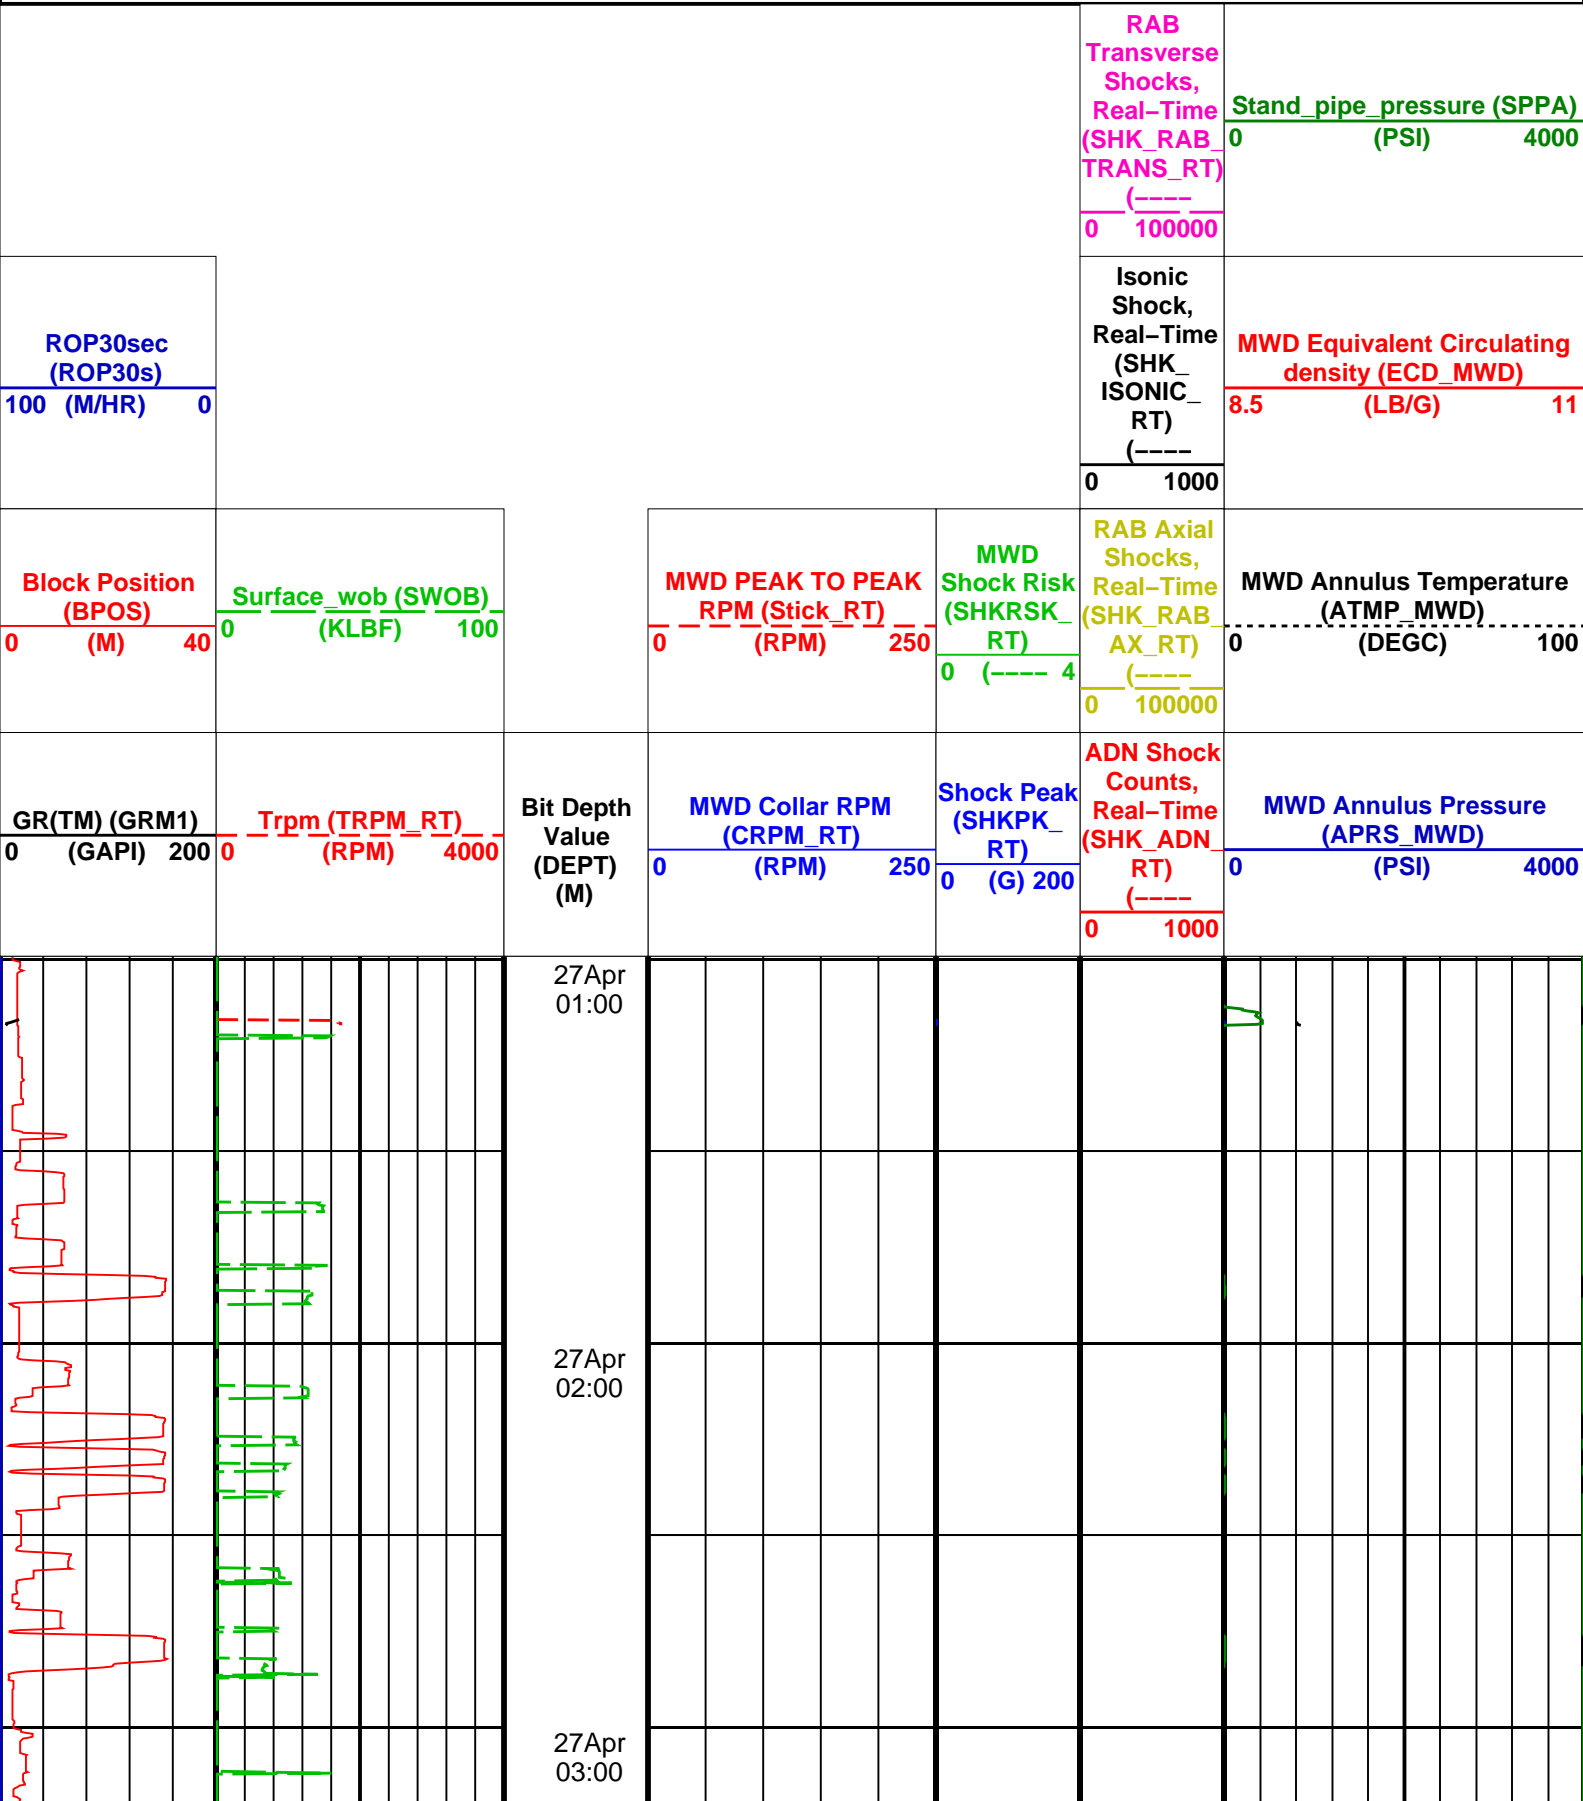 RAB
Transverse
Shocks,
Real–Time
(SHK_RAB_
TRANS_RT)
(––––
0 100000
Stand_pipe_pressure (SPPA)
0 (PSI) 4000
ROP30sec
(ROP30s)
100 (M/HR) 0
Isonic
Shock,
Real–Time
(SHK_
ISONIC_
RT)
(––––
0 1000
MWD Equivalent Circulating
density (ECD_MWD)
8.5 (LB/G) 11
Block Position
(BPOS)
0 (M) 40
Surface_wob (SWOB)
0 (KLBF) 100
MWD PEAK TO PEAK
RPM (Stick_RT)
0 (RPM) 250
MWD
Shock Risk
(SHKRSK_
RT)
0 (–––– 4
RAB Axial
Shocks,
Real–Time
(SHK_RAB_
AX_RT)
(––––
0 100000
MWD Annulus Temperature
(ATMP_MWD)
0 (DEGC) 100
GR(TM) (GRM1)
0 (GAPI) 200
Trpm (TRPM_RT)
0 (RPM) 4000
Bit Depth
Value
(DEPT)
(M)
MWD Collar RPM
(CRPM_RT)
0 (RPM) 250
Shock Peak
(SHKPK_
RT)
0 (G) 200
ADN Shock
Counts,
Real–Time
(SHK_ADN_
RT)
(––––
0 1000
MWD Annulus Pressure
(APRS_MWD)
0 (PSI) 4000
27Apr
01:00
27Apr
02:00
27Apr
03:00